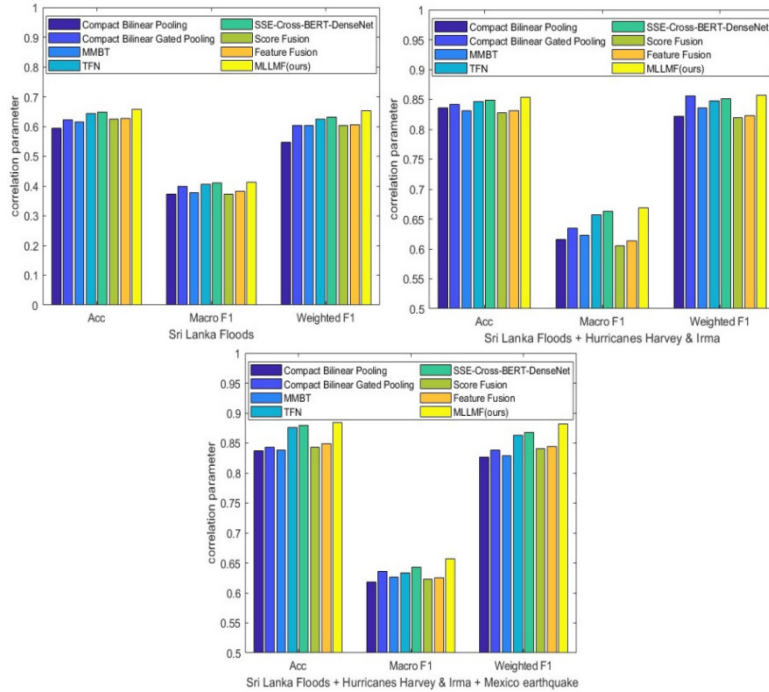 1
0.9
0.8
0.7
0.6
0.5
0.4
0.3
0.2
0.1
0
correlation parameter
Compact Bilinear Pooling
Compact Bilinear Gated Pooling
MMBT
TFN
SSE-Cross-BERT-DenseNet
Score Fusion
Feature Fusion
MLLMF(ours)
Acc
Macro F1
Weighted F1
Sri Lanka Floods
1
0.95
0.9
0.85
0.8
0.75
0.7
0.65
0.6
0.55
0.5
correlation parameter
Compact Bilinear Pooling
Compact Bilinear Gated Pooling
MMBT
TFN
SSE-Cross-BERT-DenseNet
Score Fusion
Feature Fusion
MLLMF(ours)
Acc
Macro F1
Weighted F1
Sri Lanka Floods + Hurricanes Harvey & Irma
1
0.95
0.9
0.85
0.8
0.75
0.7
0.65
0.6
0.55
0.5
correlation parameter
Compact Bilinear Pooling
Compact Bilinear Gated Pooling
MMBT
TFN
SSE-Cross-BERT-DenseNet
Score Fusion
Feature Fusion
MLLMF(ours)
Acc
Macro F1
Weighted F1
Sri Lanka Floods + Hurricanes Harvey & Irma + Mexico earthquake